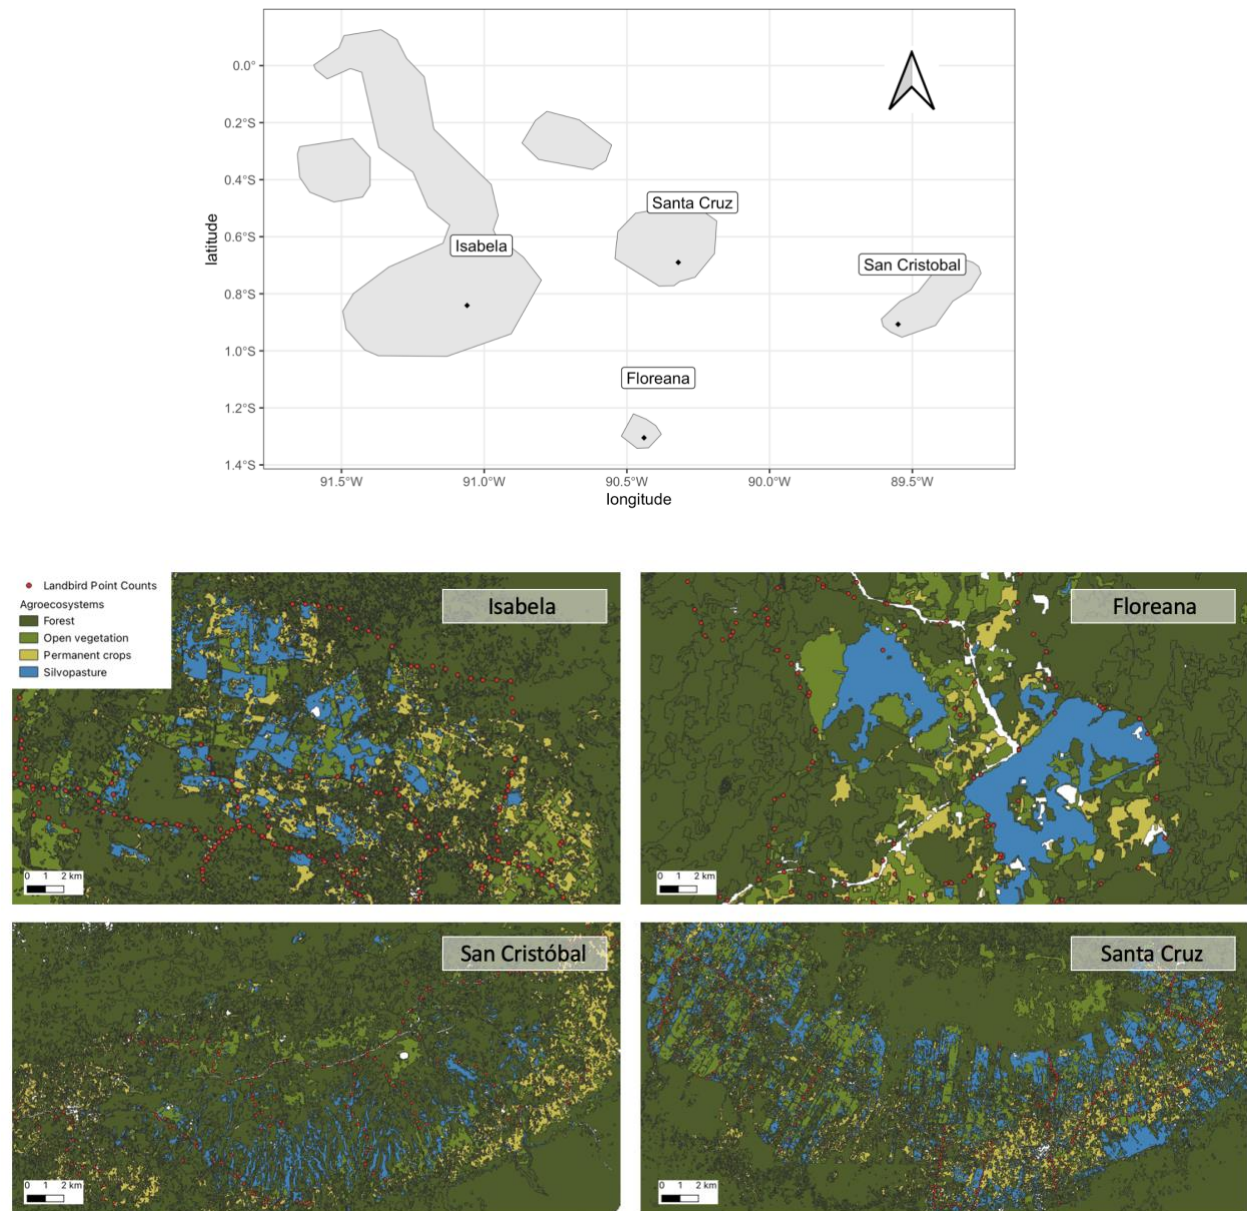 0.0°
0.2°S
0.4°S
0.6°S
0.8°S
1.0°S
1.2°S
1.4°S
latitude
Santa Cruz
Isabela
San Cristobal
Floreana
91.5°W 91.0°W 90.5°W 90.0°W 89.5°W
longitude
Landbird Point Counts
Agroecosystems
Forest
Open vegetation
Permanent crops
Silvopasture
Isabela
0 1 2 km
Floreana
0 1 2 km
San Cristóbal
0 1 2 km
Santa Cruz
0 1 2 km